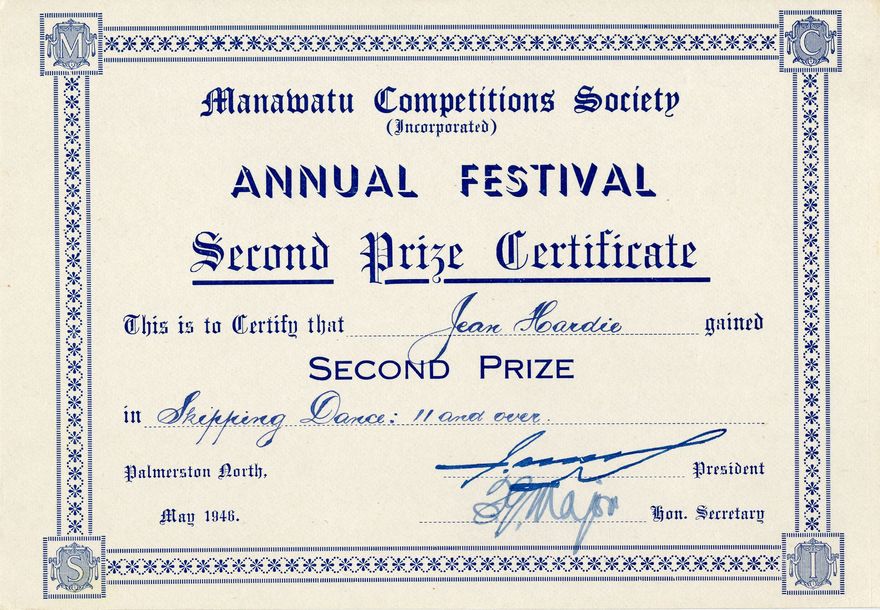 M C
Manawatu Competitions Society
(Incorporated)
ANNUAL FESTIVAL
Second Prize Certificate
This is to Certify that Jean Hardie gained
SECOND PRIZE
in Skipping Dance: 11 and over.
Palmerston North, President
May 1946. Major Hon. Secretary
S I